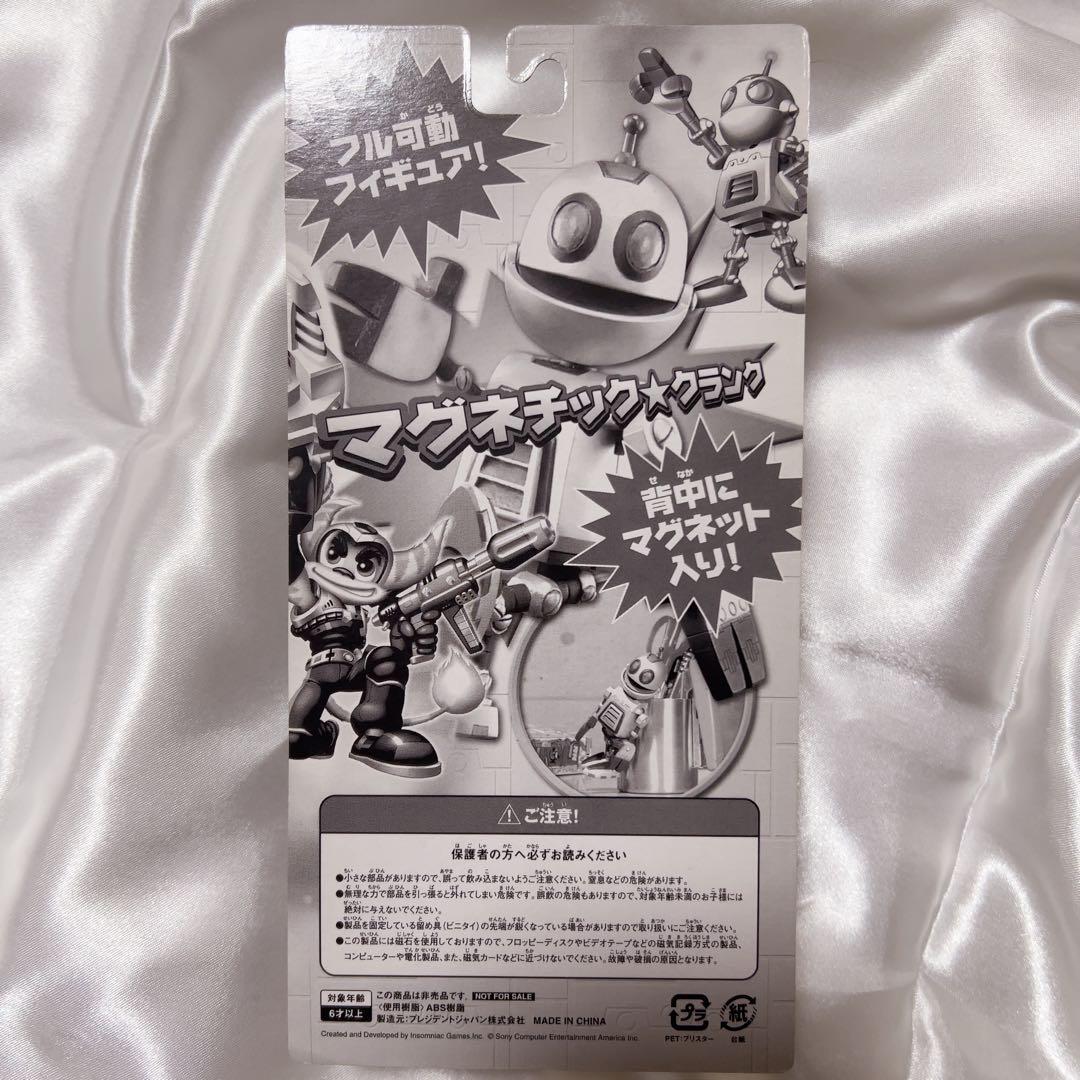 フル可動
フィギュア!
マグネチック★クランク
背中に
マグネット
入り!
ご注意!
保護者の方へ必ずお読みください
●小さな部品がありますので、誤って飲み込まないようご注意ください。窒息などの危険があります。
●無理な力で部品を引っ張ると外れてしまい危険です。誤飲の危険もありますので、対象年齢未満のお子様には
絶対に与えないでください。
●製品を固定している留め具(ビニタイ)の先端が鋭くなっている場合がありますので取り扱いにご注意ください。
●この製品には磁石を使用しておりますので、フロッピーディスクやビデオテープなどの磁気記録方式の製品、
コンピューターや電化製品、また、磁気カードなどに近づけないでください。故障や破損の原因となります。
対象年齢
6才以上
この商品は非売品です。 NOT FOR SALE
〈使用樹脂〉ABS樹脂
製造元:プレジデントジャパン株式会社 MADE IN CHINA
プラ
PET:ブリスター
紙
台紙
Created and Developed by Insomniac Games.Inc. © Sony Computer Entertainment America Inc.